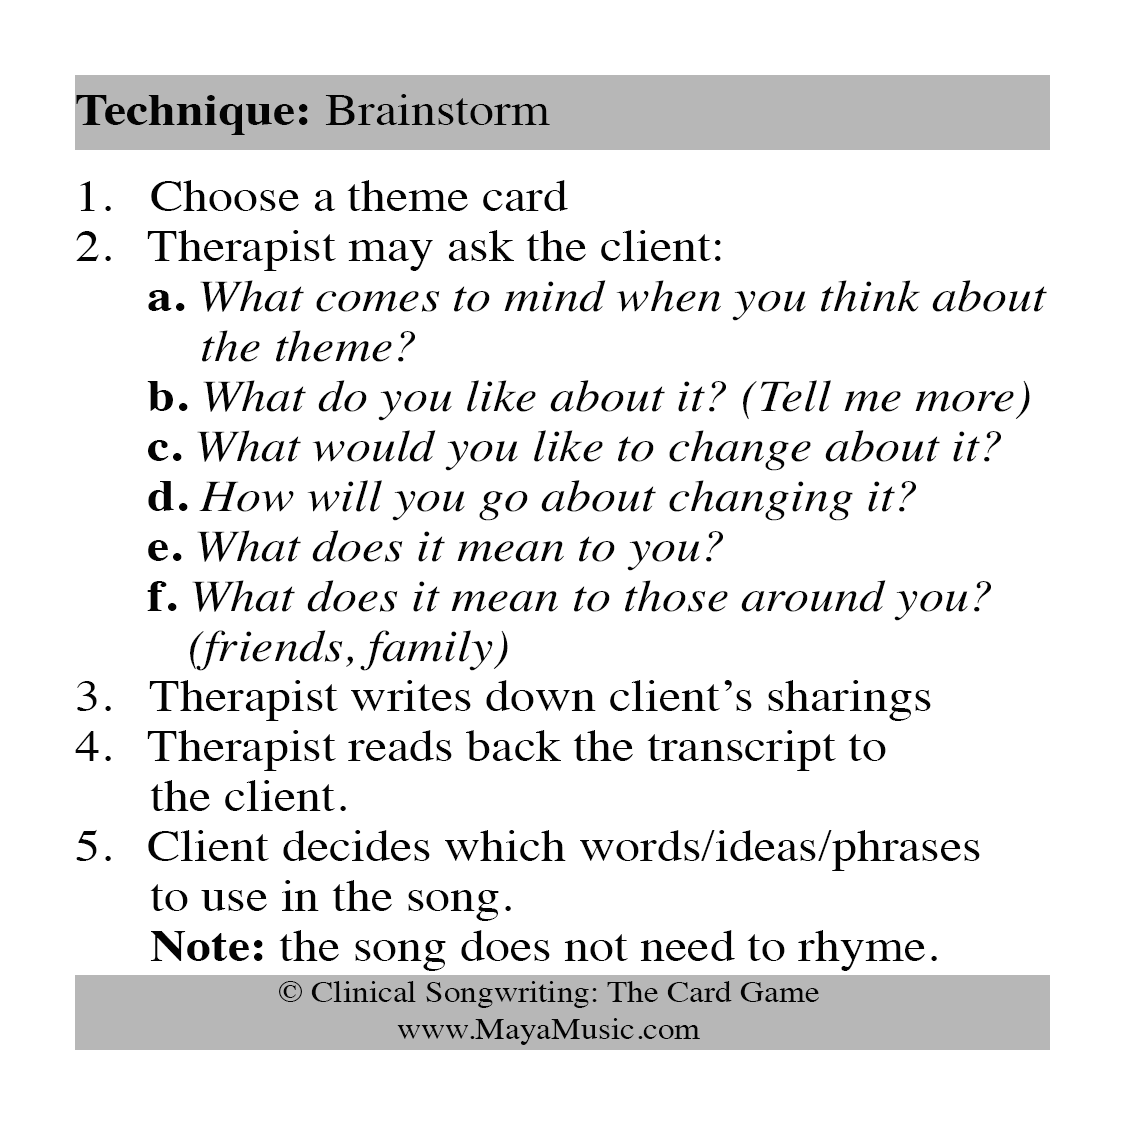 Technique: Brainstorm
1. Choose a theme card
2. Therapist may ask the client:
a. What comes to mind when you think about
the theme?
b. What do you like about it? (Tell me more)
c. What would you like to change about it?
d. How will you go about changing it?
e. What does it mean to you?
f. What does it mean to those around you?
(friends, family)
3. Therapist writes down client’s sharings
4. Therapist reads back the transcript to
the client.
5. Client decides which words/ideas/phrases
to use in the song.
Note: the song does not need to rhyme.
© Clinical Songwriting: The Card Game
www.MayaMusic.com